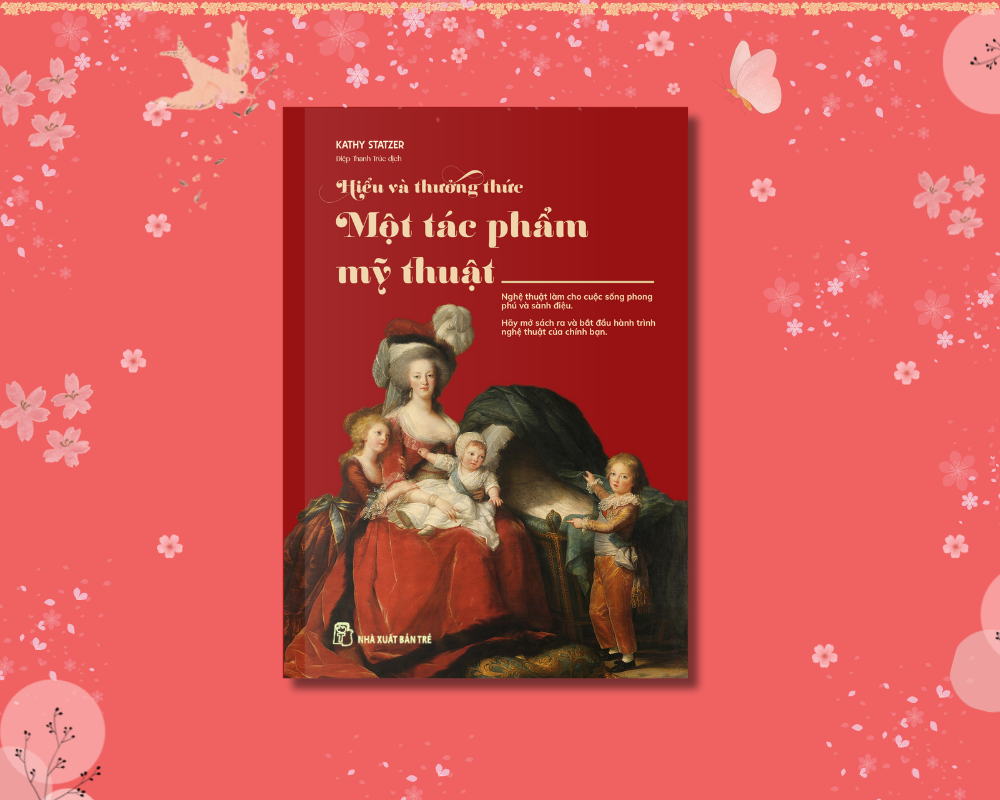 KATHY STATZER
Diệp Thanh Trúc dịch
Hiểu và thưởng thức
Một tác phẩm
mỹ thuật
Nghệ thuật làm cho cuộc sống phong
phú và sành điệu.
Hãy mở sách ra và bắt đầu hành trình
nghệ thuật của chính bạn.
NHÀ XUẤT BẢN TRẺ